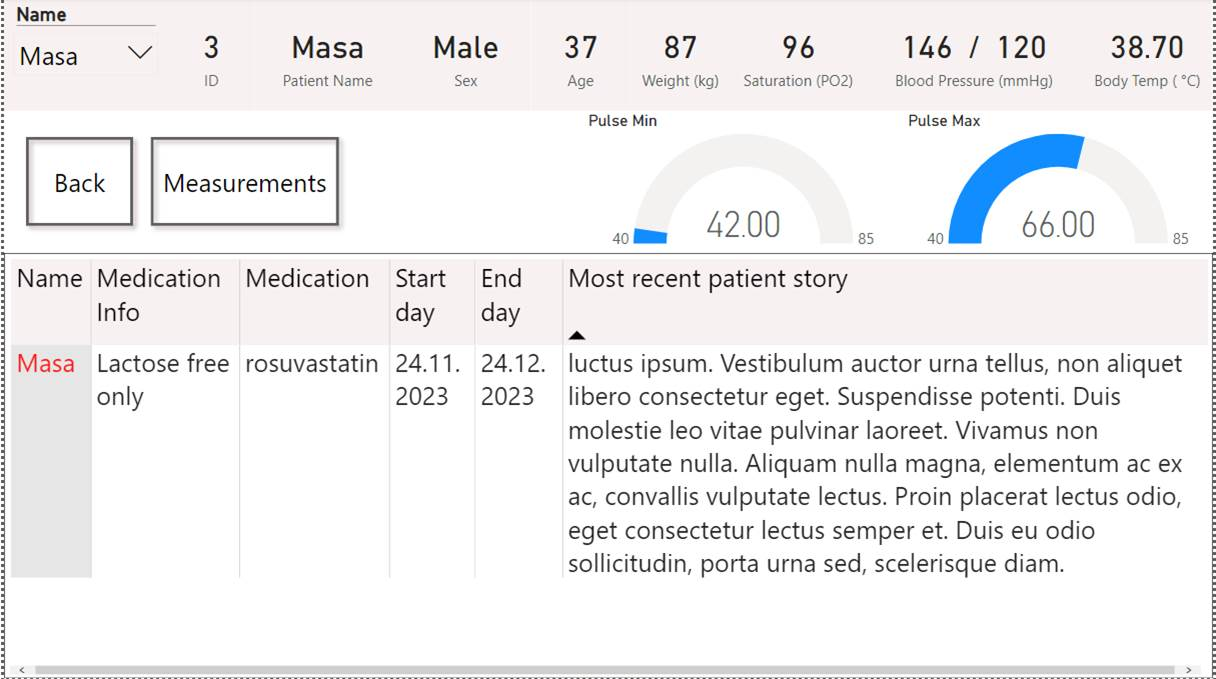 Name
Masa
3
ID
Masa
Patient Name
Male
Sex
37
Age
87
Weight (kg)
96
Saturation (PO2)
146 / 120
Blood Pressure (mmHg)
38.70
Body Temp ( °C)
Back
Measurements
Pulse Min
42.00
40
85
Pulse Max
66.00
40
85
Name
Medication
Info
Medication
Start
day
End
day
Most recent patient story
Masa
Lactose free
only
rosuvastatin
24.11.
2023
24.12.
2023
luctus ipsum. Vestibulum auctor urna tellus, non aliquet
libero consectetur eget. Suspendisse potenti. Duis
molestie leo vitae pulvinar laoreet. Vivamus non
vulputate nulla. Aliquam nulla magna, elementum ac ex
ac, convallis vulputate lectus. Proin placerat lectus odio,
eget consectetur lectus semper et. Duis eu odio
sollicitudin, porta urna sed, scelerisque diam.